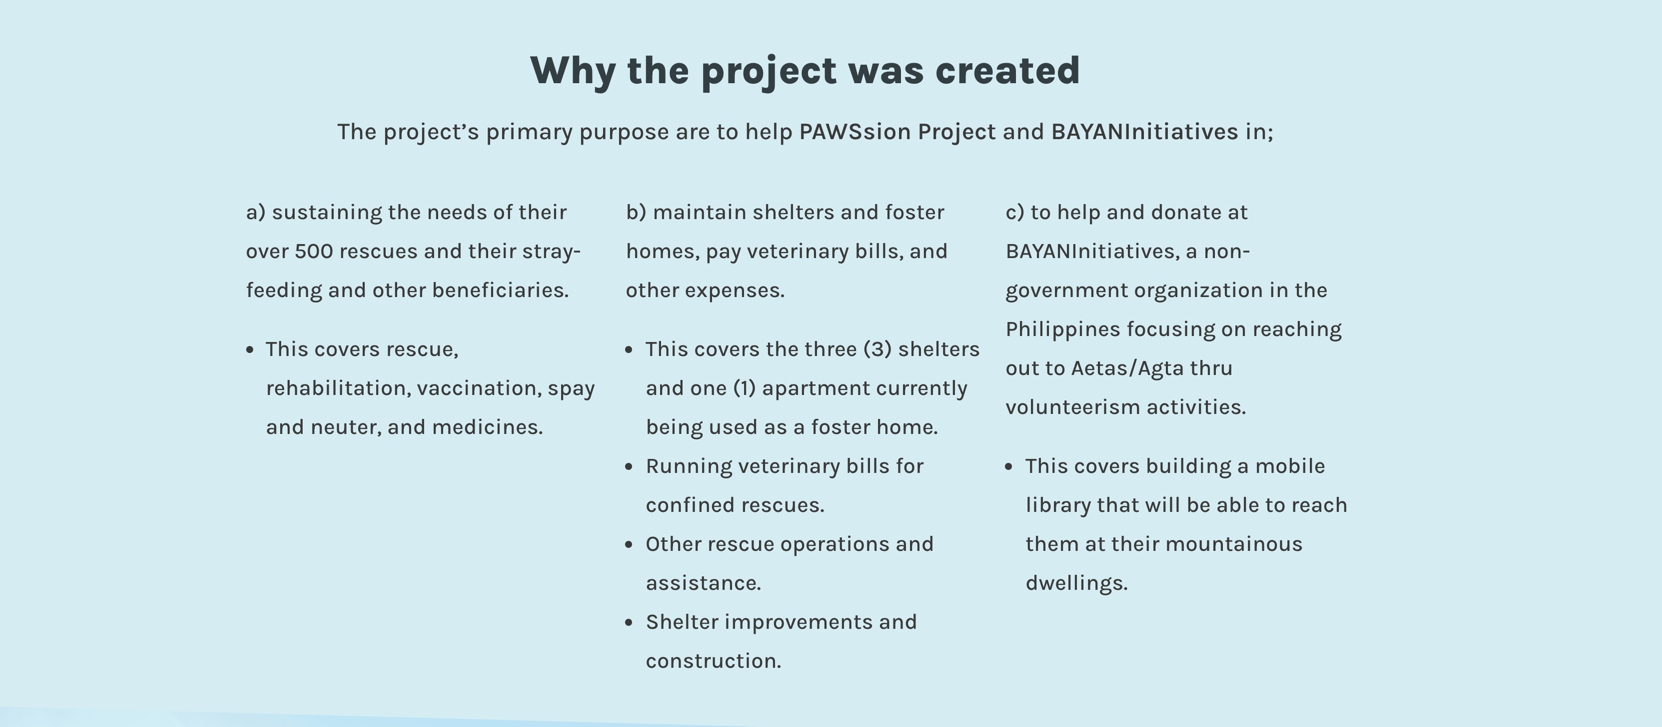 Why the project was created
The project’s primary purpose are to help PAWSsion Project and BAYANInitiatives in;
a) sustaining the needs of their
over 500 rescues and their stray-
feeding and other beneficiaries.
• This covers rescue,
rehabilitation, vaccination, spay
and neuter, and medicines.
b) maintain shelters and foster
homes, pay veterinary bills, and
other expenses.
• This covers the three (3) shelters
and one (1) apartment currently
being used as a foster home.
• Running veterinary bills for
confined rescues.
• Other rescue operations and
assistance.
• Shelter improvements and
construction.
c) to help and donate at
BAYANInitiatives, a non-
government organization in the
Philippines focusing on reaching
out to Aetas/Agta thru
volunteerism activities.
• This covers building a mobile
library that will be able to reach
them at their mountainous
dwellings.